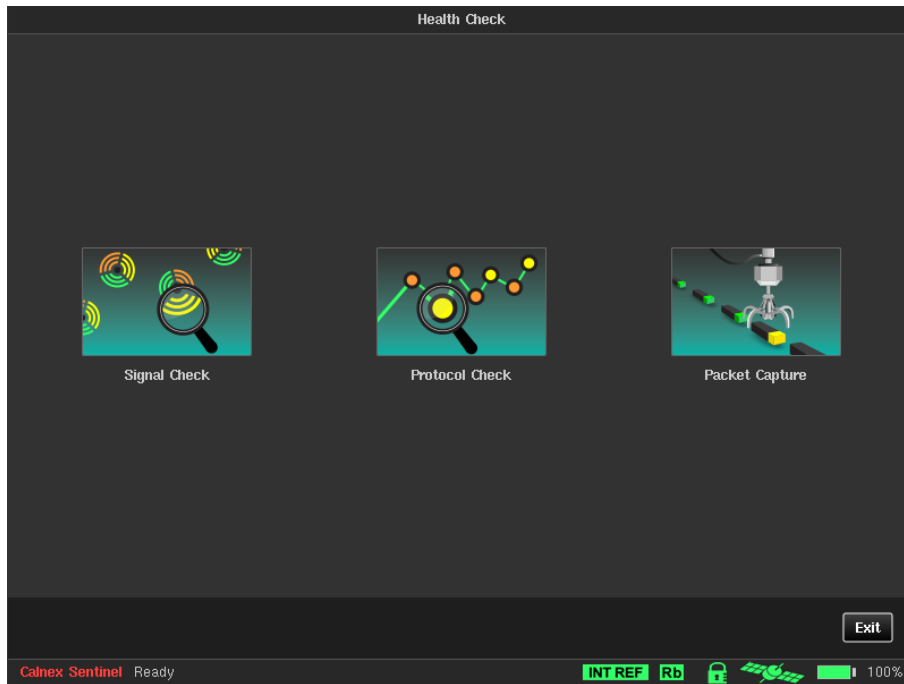 Health Check
Signal Check
Protocol Check
Packet Capture
Exit
Calnex Sentinel Ready INT REF Rb 100%